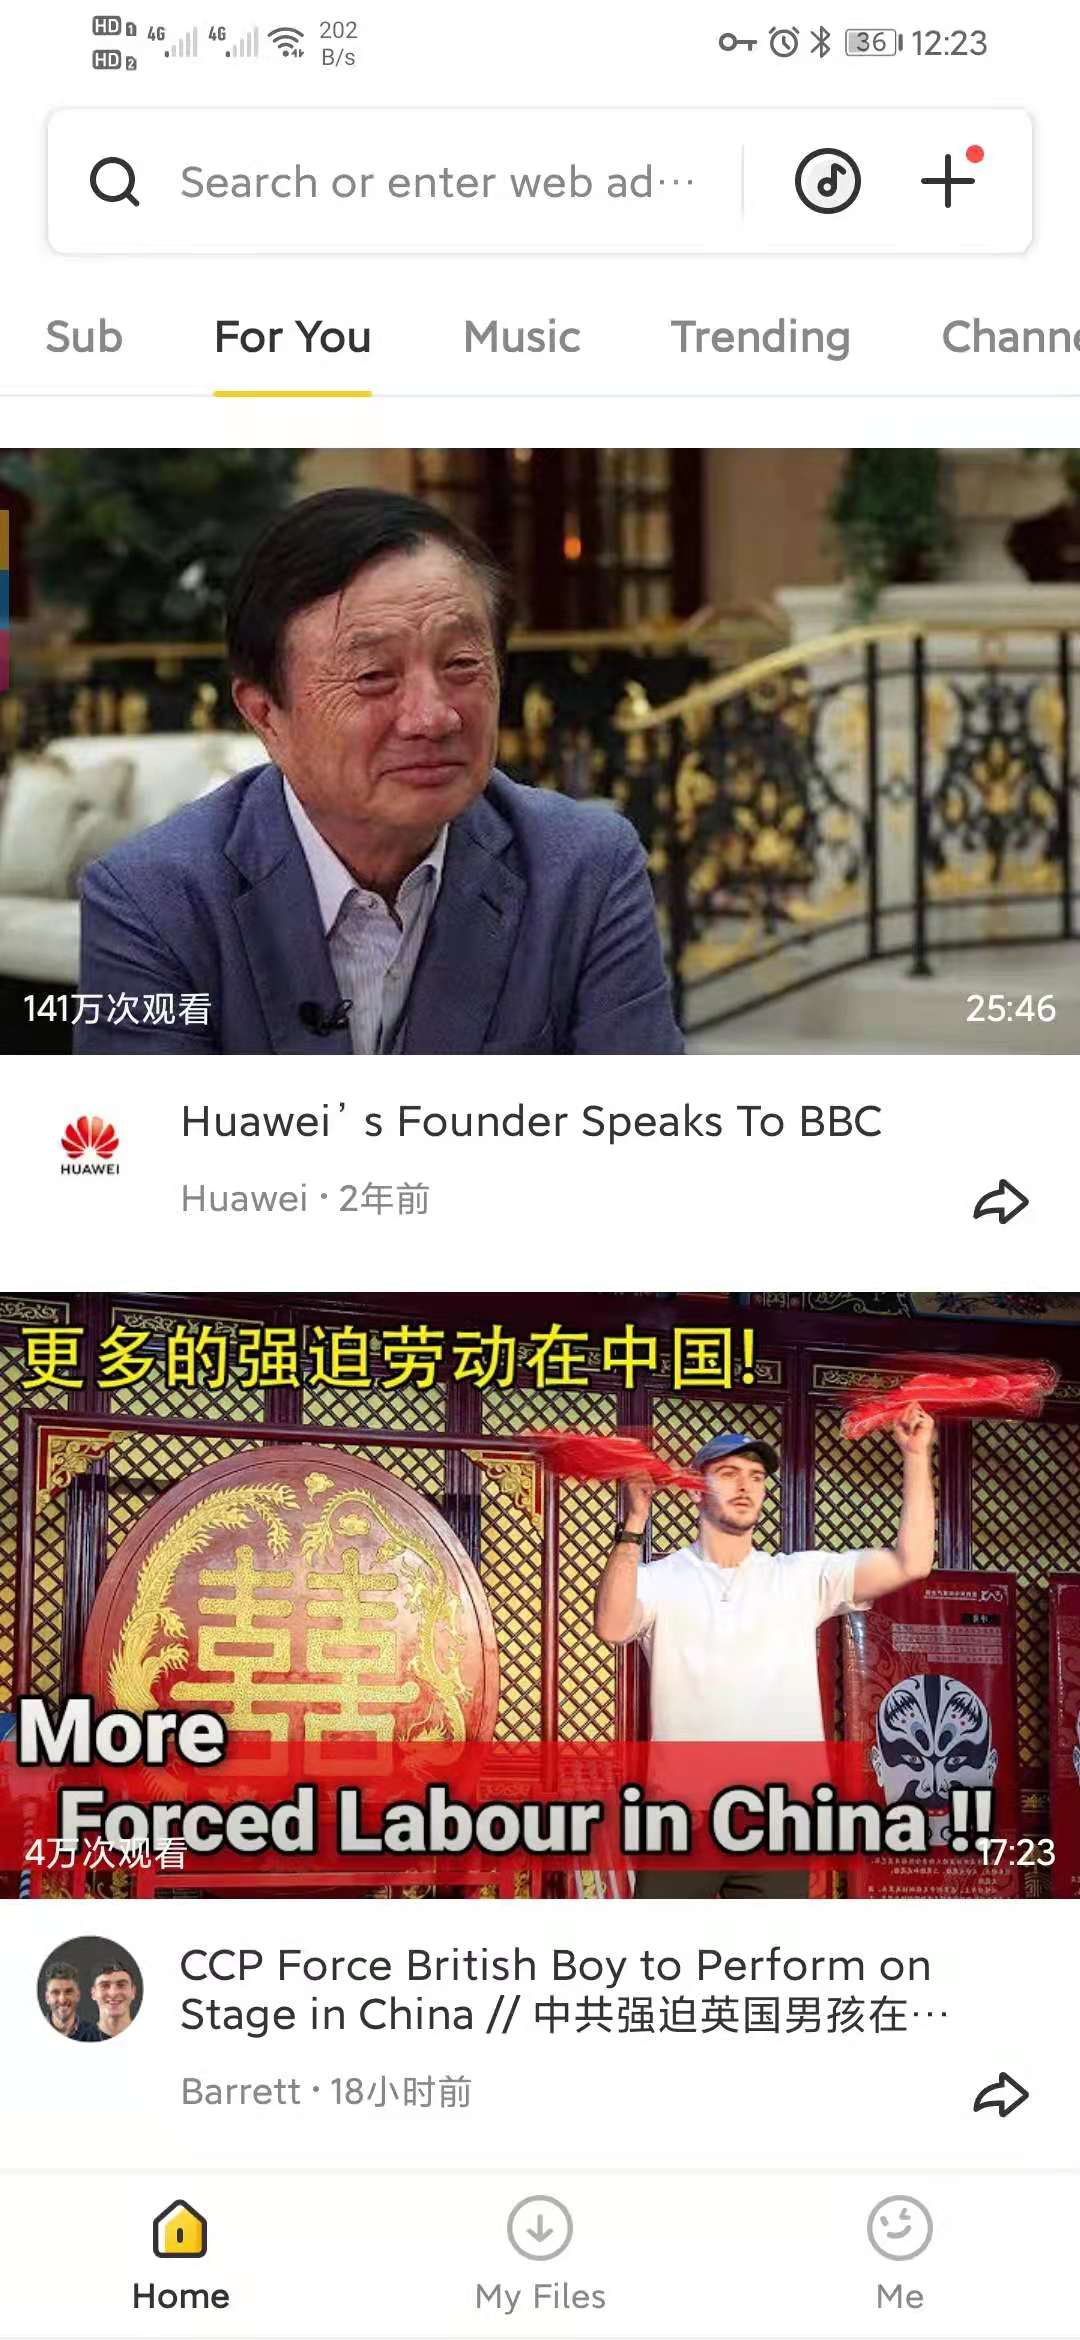 HD 1 4G 4G 202
HD 2 B/s
36 12:23
Search or enter web ad…
Sub For You Music Trending Channe
141万次观看 25:46
Huawei’s Founder Speaks To BBC
HUAWEI
Huawei · 2年前
更多的强迫劳动在中国!
囍
More
Forced Labour in China !!
4万次观看 17:23
CCP Force British Boy to Perform on
Stage in China // 中共强迫英国男孩在…
Barrett · 18小时前
Home My Files Me